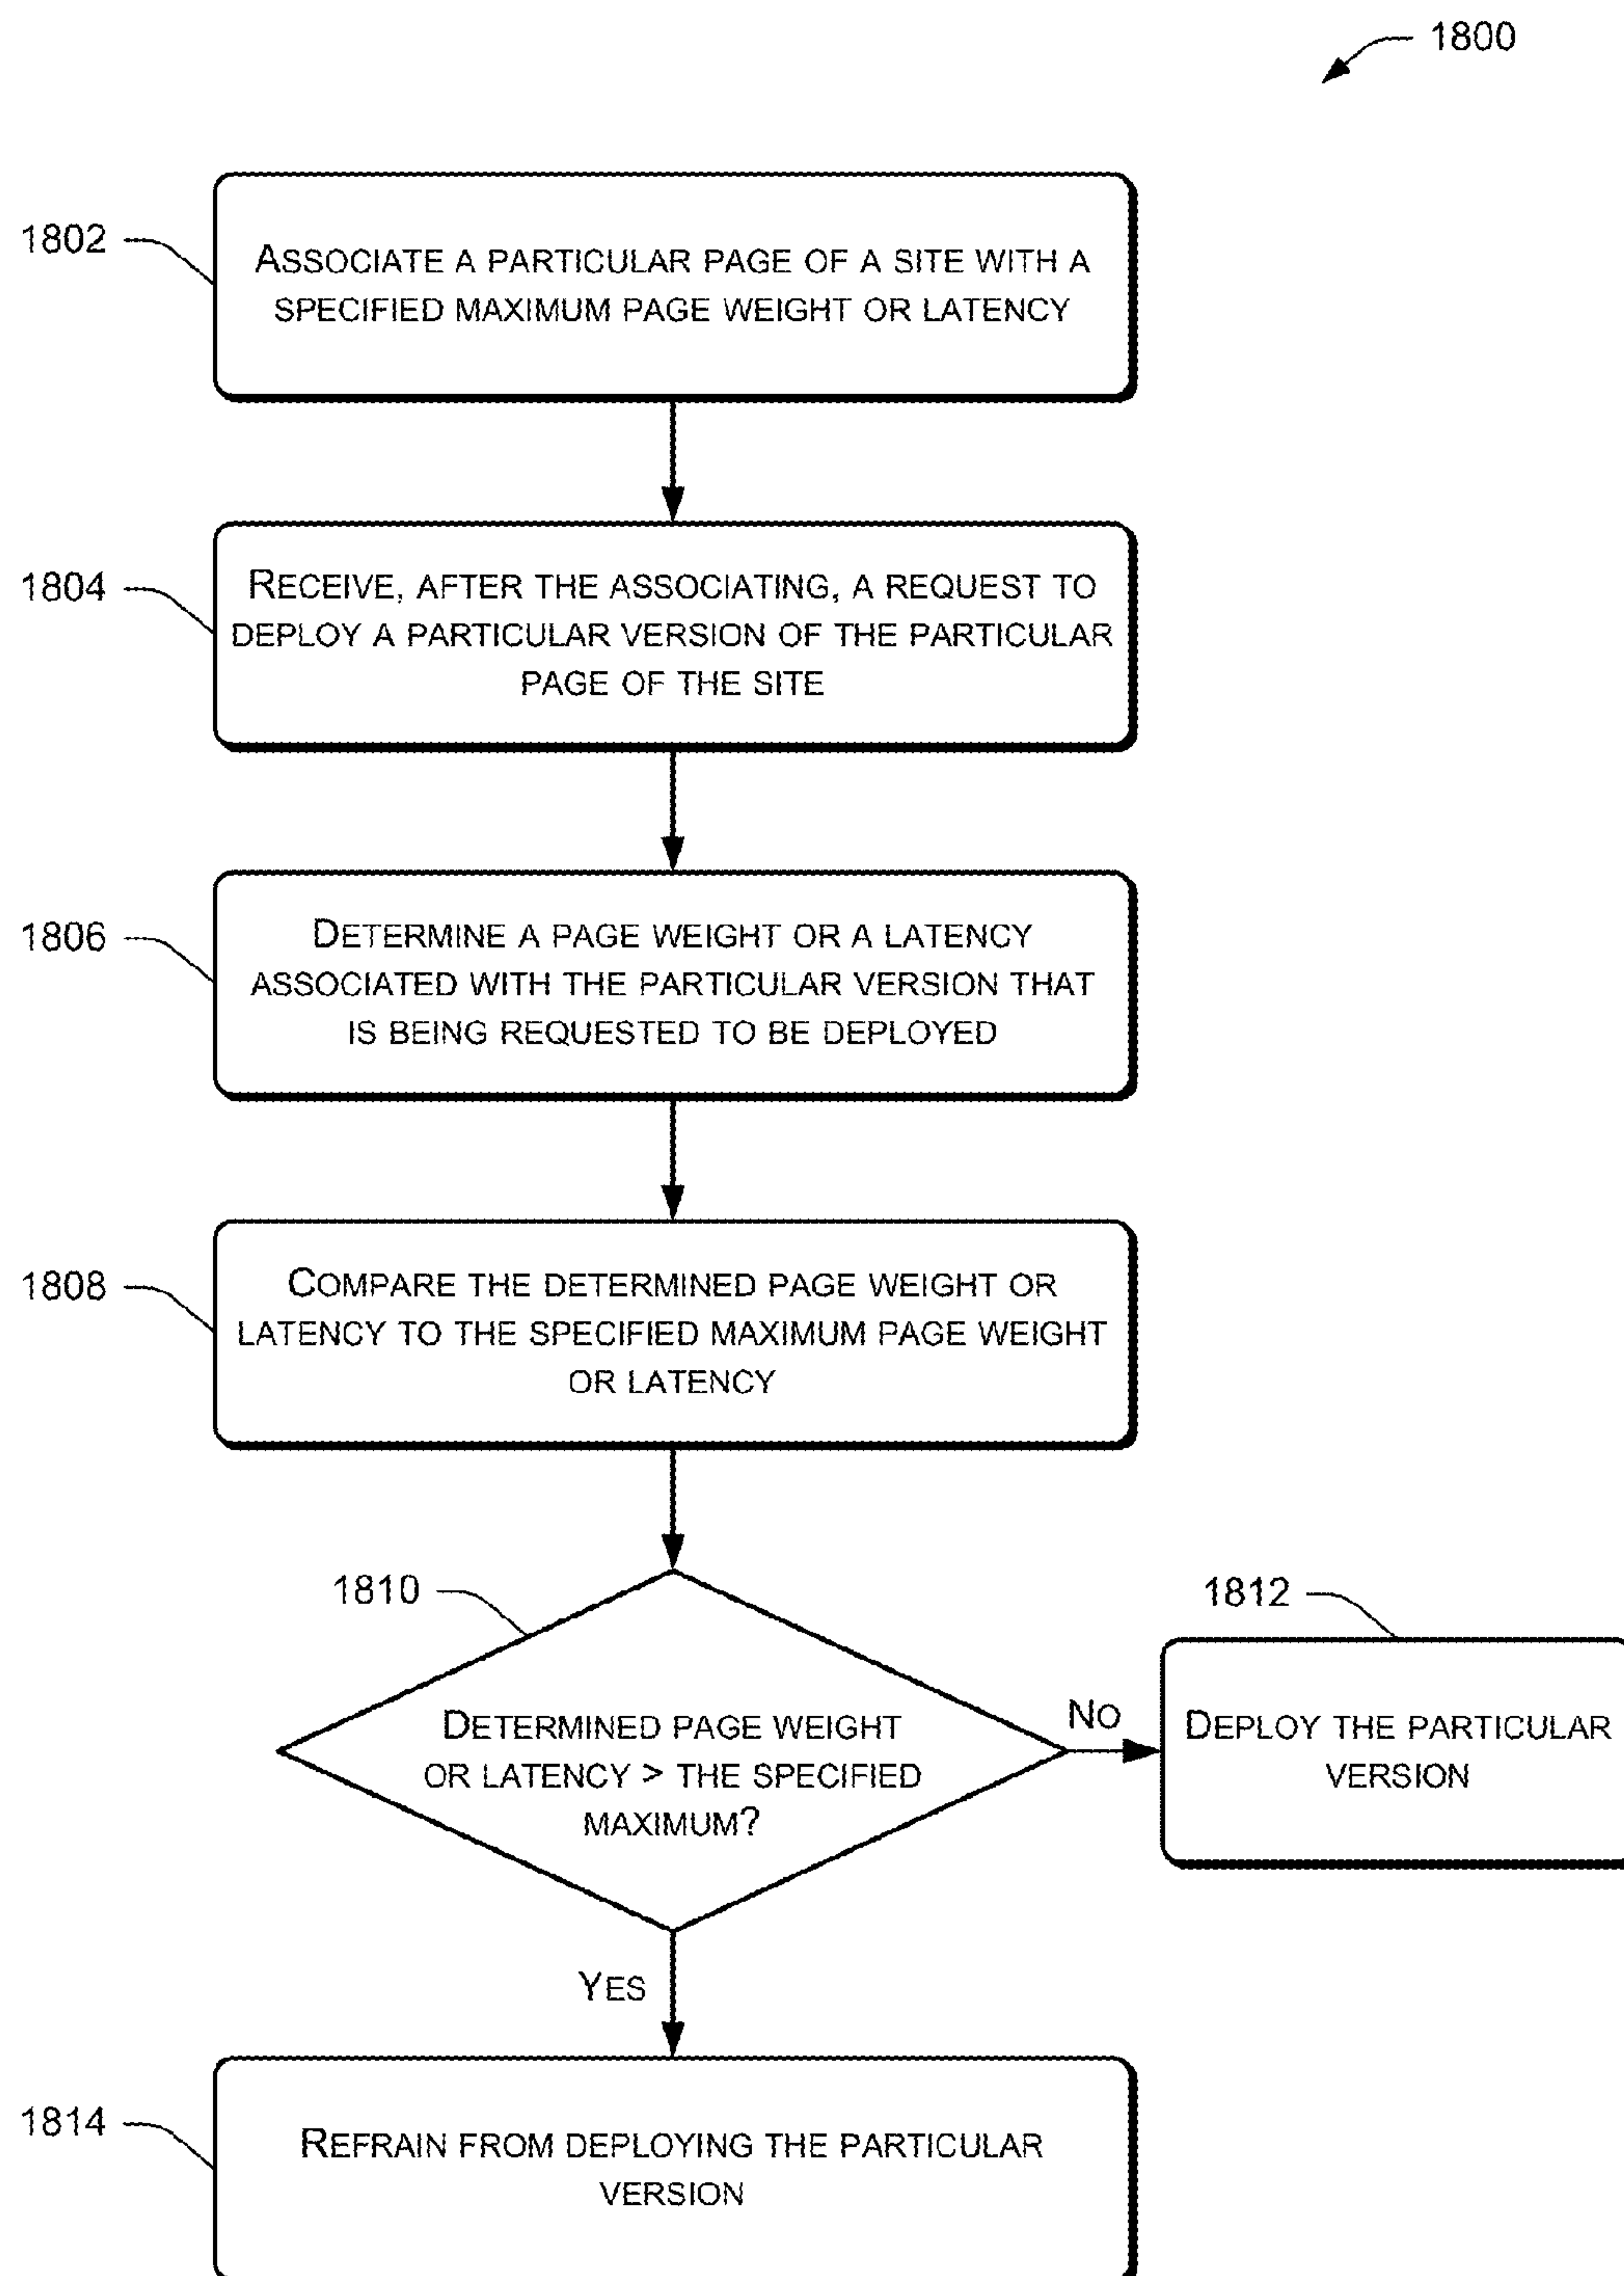 1800
1802
ASSOCIATE A PARTICULAR PAGE OF A SITE WITH A
SPECIFIED MAXIMUM PAGE WEIGHT OR LATENCY
1804
RECEIVE, AFTER THE ASSOCIATING, A REQUEST TO
DEPLOY A PARTICULAR VERSION OF THE PARTICULAR
PAGE OF THE SITE
1806
DETERMINE A PAGE WEIGHT OR A LATENCY
ASSOCIATED WITH THE PARTICULAR VERSION THAT
IS BEING REQUESTED TO BE DEPLOYED
1808
COMPARE THE DETERMINED PAGE WEIGHT OR
LATENCY TO THE SPECIFIED MAXIMUM PAGE WEIGHT
OR LATENCY
1810
DETERMINED PAGE WEIGHT
OR LATENCY > THE SPECIFIED
MAXIMUM?
NO
1812
DEPLOY THE PARTICULAR
VERSION
YES
1814
REFRAIN FROM DEPLOYING THE PARTICULAR
VERSION